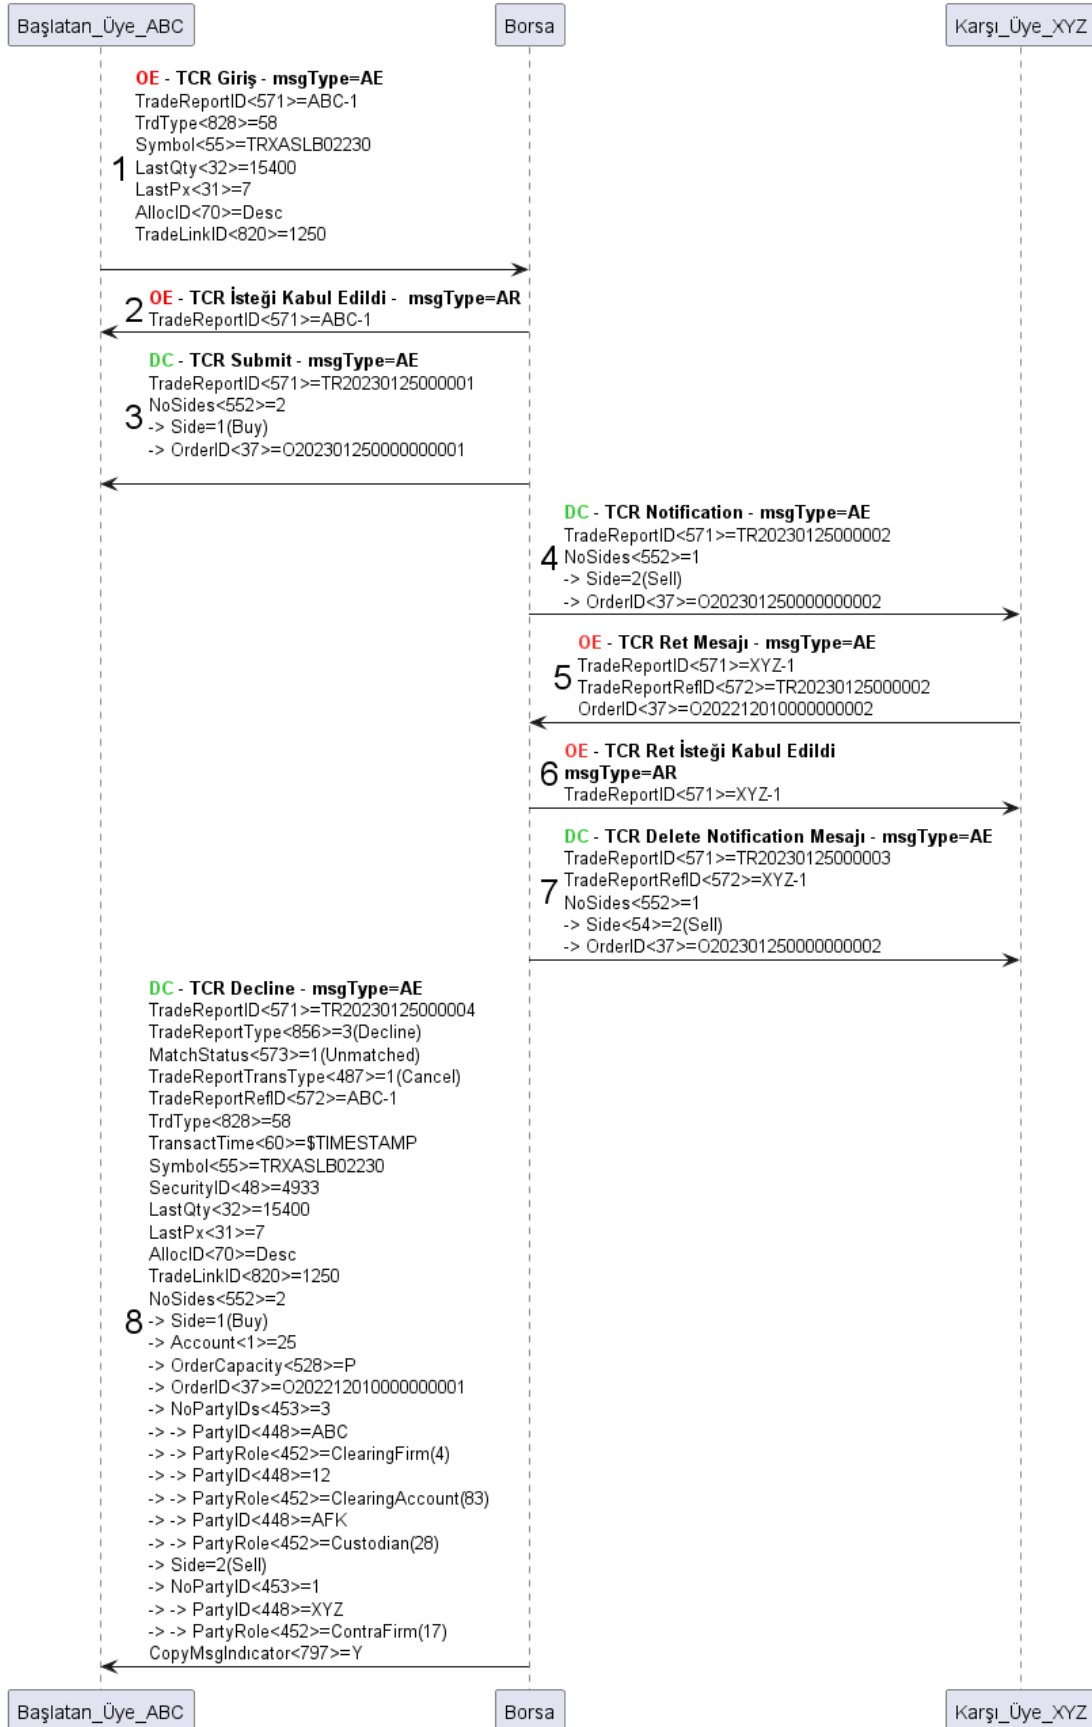 Başlatan_Üye_ABC
Borsa
Karşı_Üye_XYZ
OE - TCR Giriş - msgType=AE
TradeReportID<571>=ABC-1
TrdType<828>=58
Symbol<55>=TRXASLB02230
1 LastQty<32>=15400
LastPx<31>=7
AllocID<70>=Desc
TradeLinkID<820>=1250
2 OE - TCR İsteği Kabul Edildi - msgType=AR
TradeReportID<571>=ABC-1
DC - TCR Submit - msgType=AE
TradeReportID<571>=TR20230125000001
3 NoSides<552>=2
-> Side=1(Buy)
-> OrderID<37>=O202301250000000001
DC - TCR Notification - msgType=AE
TradeReportID<571>=TR20230125000002
4 NoSides<552>=1
-> Side=2(Sell)
-> OrderID<37>=O202301250000000002
OE - TCR Ret Mesajı - msgType=AE
TradeReportID<571>=XYZ-1
5 TradeReportRefID<572>=TR20230125000002
OrderID<37>=O202212010000000002
OE - TCR Ret İsteği Kabul Edildi
6 msgType=AR
TradeReportID<571>=XYZ-1
DC - TCR Delete Notification Mesajı - msgType=AE
TradeReportID<571>=TR20230125000003
TradeReportRefID<572>=XYZ-1
7 NoSides<552>=1
-> Side<54>=2(Sell)
-> OrderID<37>=O202301250000000002
DC - TCR Decline - msgType=AE
TradeReportID<571>=TR20230125000004
TradeReportType<856>=3(Decline)
MatchStatus<573>=1(Unmatched)
TradeReportTransType<487>=1(Cancel)
TradeReportRefID<572>=ABC-1
TrdType<828>=58
TransactTime<60>=$TIMESTAMP
Symbol<55>=TRXASLB02230
SecurityID<48>=4933
LastQty<32>=15400
LastPx<31>=7
AllocID<70>=Desc
TradeLinkID<820>=1250
NoSides<552>=2
8 -> Side=1(Buy)
-> Account<1>=25
-> OrderCapacity<528>=P
-> OrderID<37>=O202212010000000001
-> NoPartyIDs<453>=3
-> -> PartyID<448>=ABC
-> -> PartyRole<452>=ClearingFirm(4)
-> -> PartyID<448>=12
-> -> PartyRole<452>=ClearingAccount(83)
-> -> PartyID<448>=AFK
-> -> PartyRole<452>=Custodian(28)
-> Side=2(Sell)
-> NoPartyID<453>=1
-> -> PartyID<448>=XYZ
-> -> PartyRole<452>=ContraFirm(17)
CopyMsgIndicator<797>=Y
Başlatan_Üye_ABC
Borsa
Karşı_Üye_XYZ